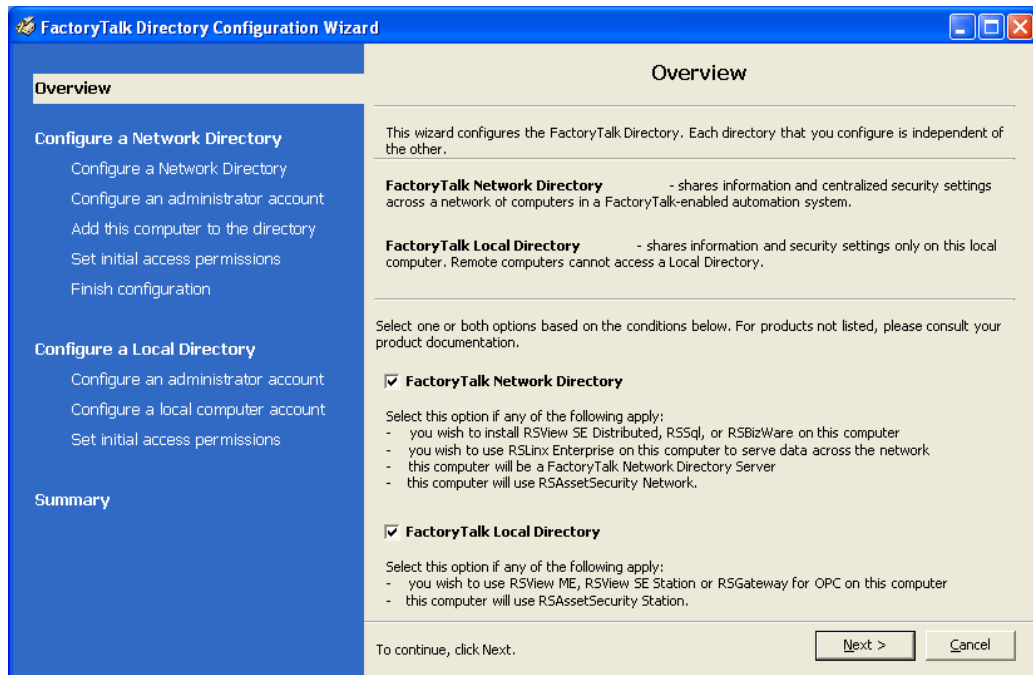 FactoryTalk Directory Configuration Wizard
Overview
Configure a Network Directory
Configure a Network Directory
Configure an administrator account
Add this computer to the directory
Set initial access permissions
Finish configuration
Configure a Local Directory
Configure an administrator account
Configure a local computer account
Set initial access permissions
Summary
Overview
This wizard configures the FactoryTalk Directory. Each directory that you configure is independent of
the other.
FactoryTalk Network Directory - shares information and centralized security settings
across a network of computers in a FactoryTalk-enabled automation system.
FactoryTalk Local Directory - shares information and security settings only on this local
computer. Remote computers cannot access a Local Directory.
Select one or both options based on the conditions below. For products not listed, please consult your
product documentation.
FactoryTalk Network Directory
Select this option if any of the following apply:
- you wish to install RSView SE Distributed, RSSql, or RSBizWare on this computer
- you wish to use RSLinx Enterprise on this computer to serve data across the network
- this computer will be a FactoryTalk Network Directory Server
- this computer will use RSAssetSecurity Network.
FactoryTalk Local Directory
Select this option if any of the following apply:
- you wish to use RSView ME, RSView SE Station or RSGateway for OPC on this computer
- this computer will use RSAssetSecurity Station.
To continue, click Next.
Next >
Cancel